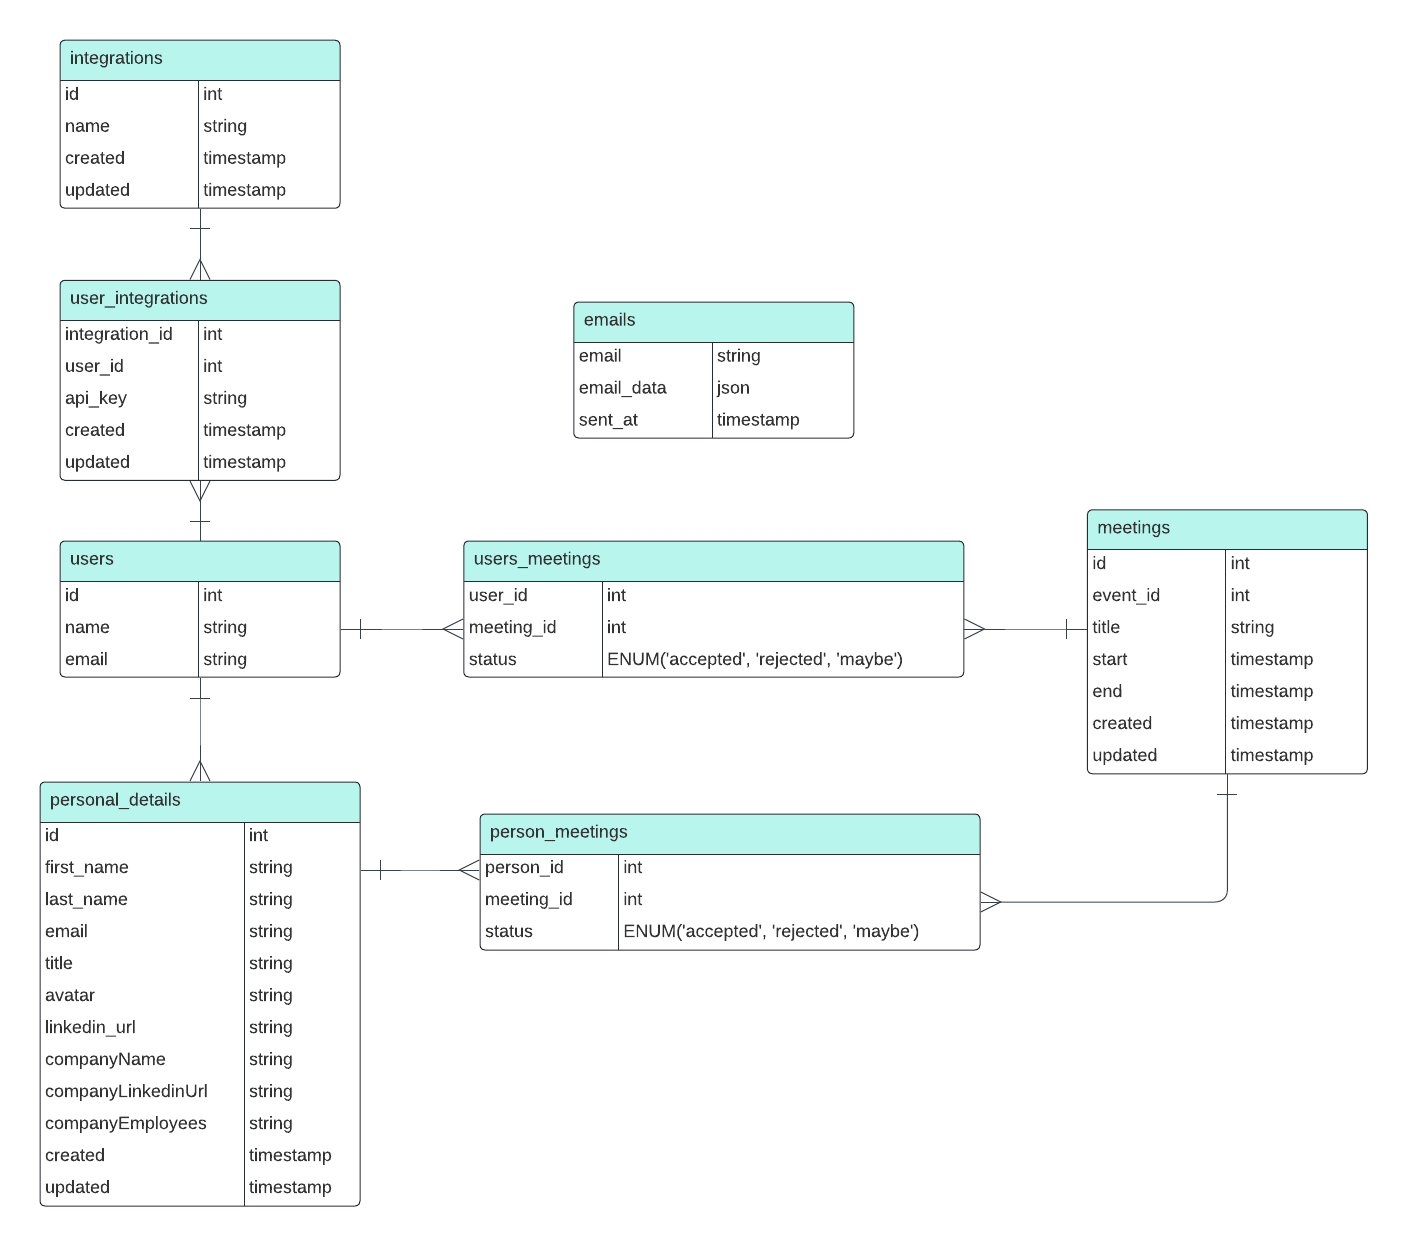 integrations
id int
name string
created timestamp
updated timestamp
user_integrations
integration_id int
user_id int
api_key string
created timestamp
updated timestamp
emails
email string
email_data json
sent_at timestamp
users
id int
name string
email string
users_meetings
user_id int
meeting_id int
status ENUM('accepted', 'rejected', 'maybe')
meetings
id int
event_id int
title string
start timestamp
end timestamp
created timestamp
updated timestamp
personal_details
id int
first_name string
last_name string
email string
title string
avatar string
linkedin_url string
companyName string
companyLinkedinUrl string
companyEmployees string
created timestamp
updated timestamp
person_meetings
person_id int
meeting_id int
status ENUM('accepted', 'rejected', 'maybe')